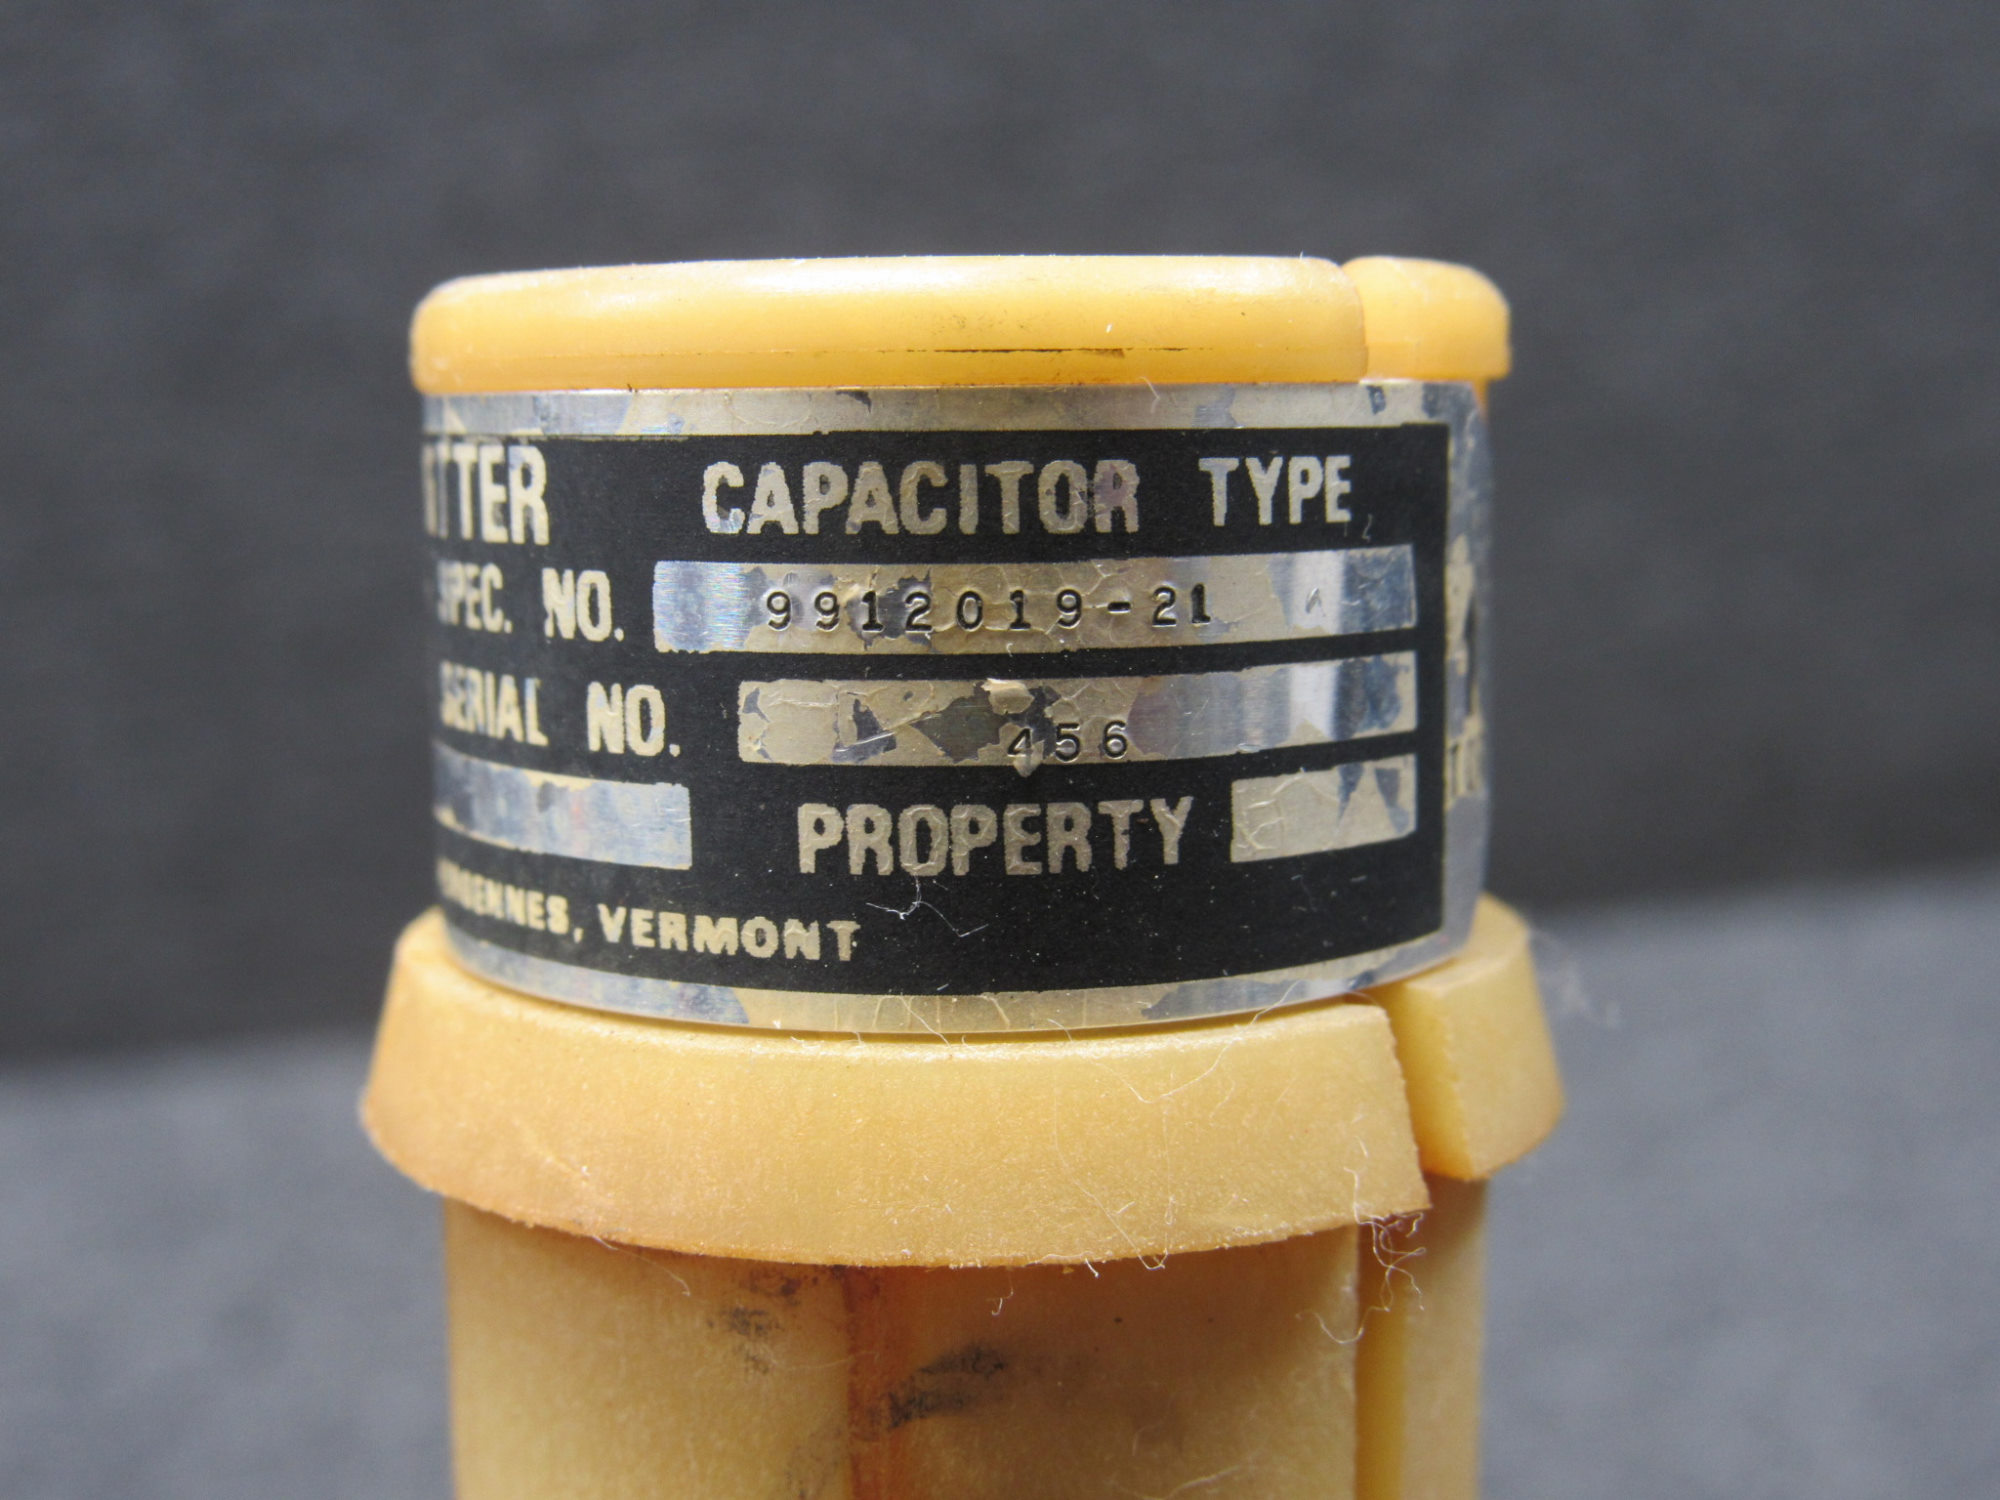 ITTER CAPACITOR TYPE
SPEC. NO. 9912019-21
SERIAL NO. 456
PROPERTY
VERMONT